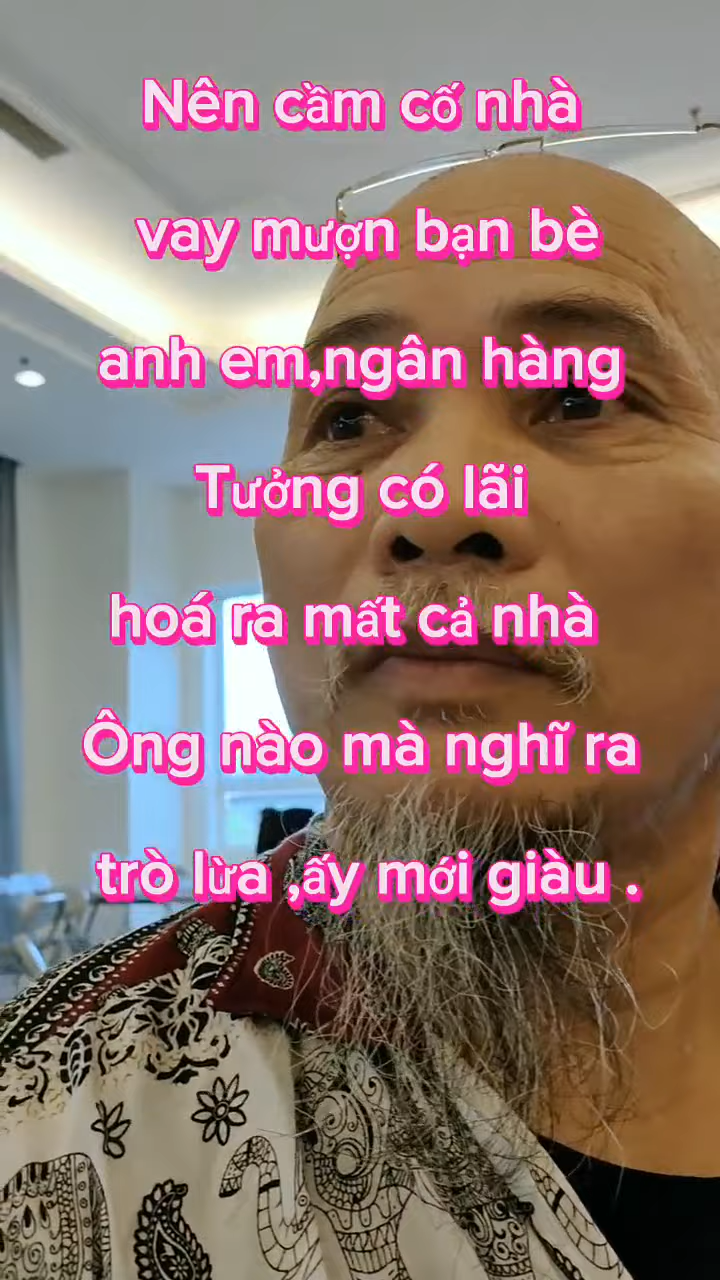 Nên cầm cố nhà
vay mượn bạn bè
anh em,ngân hàng
Tưởng có lãi
hoá ra mất cả nhà
Ông nào mà nghĩ ra
trò lừa ,ấy mới giàu .